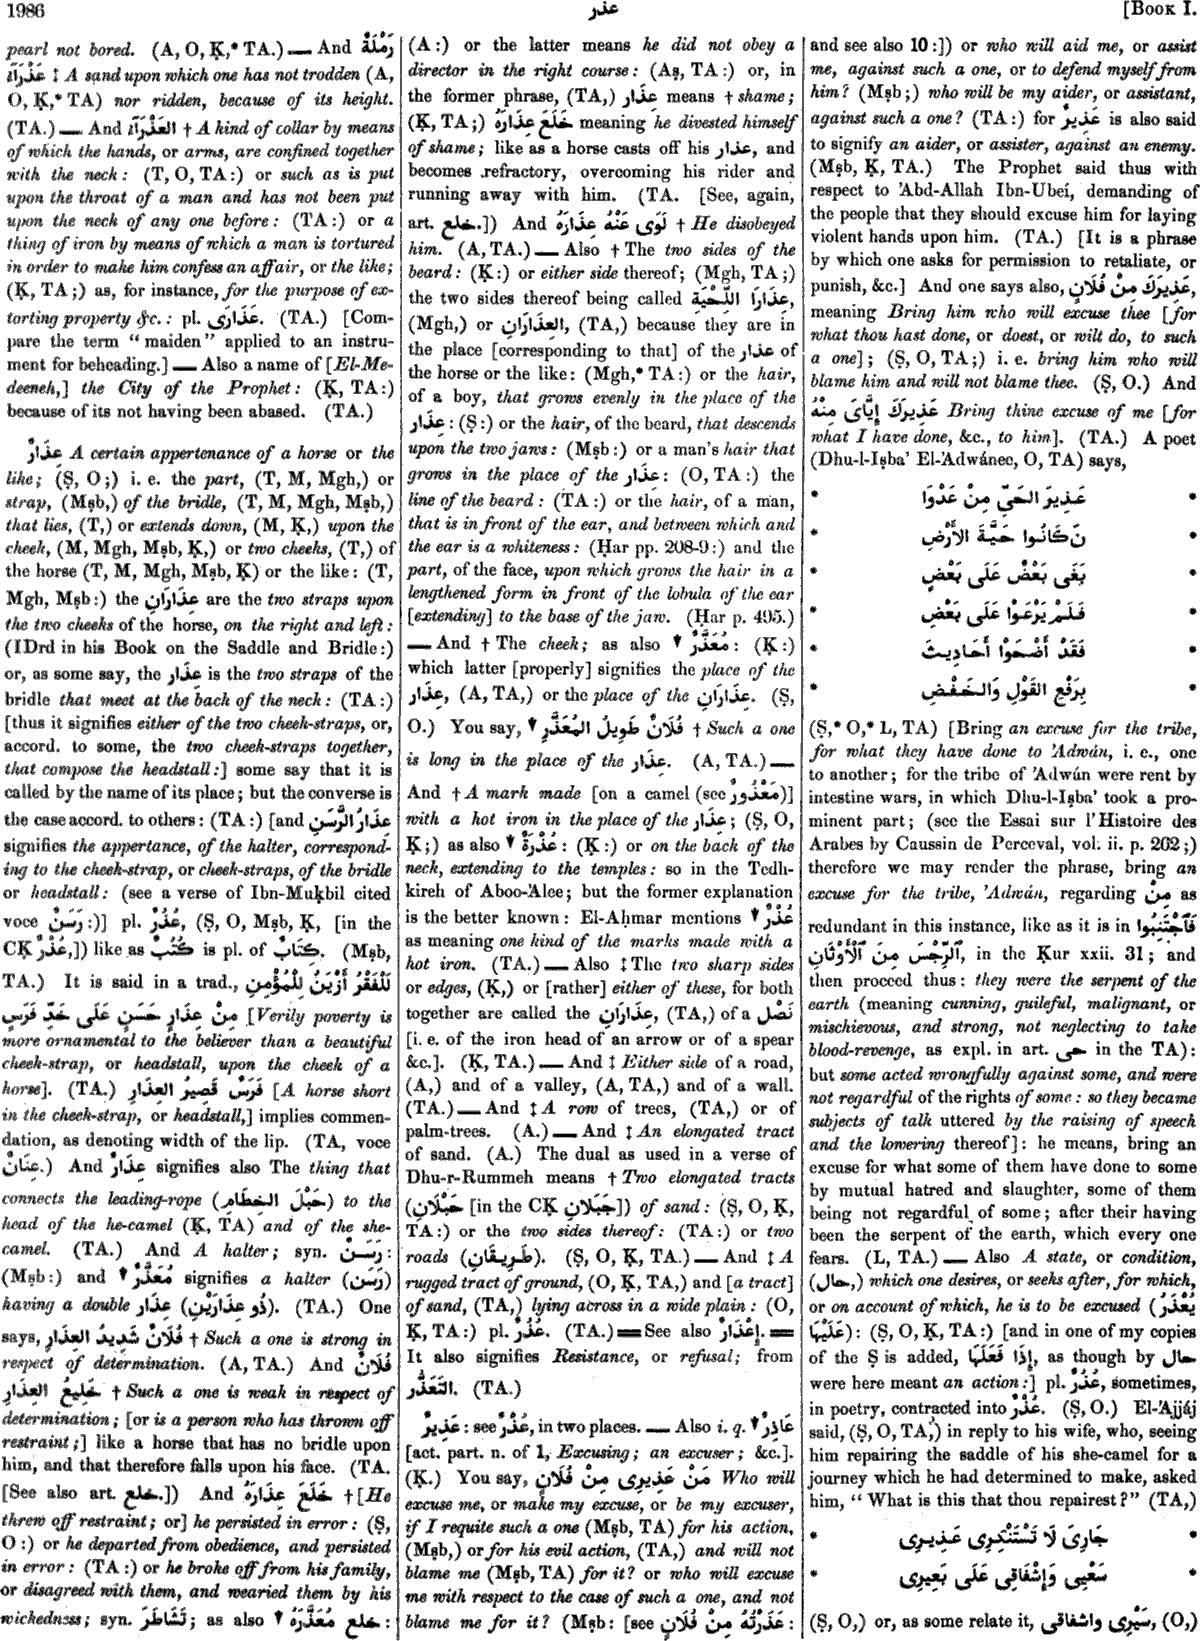 1986
عذر
[BOOK I.
pearl not bored. (A, O, Ḳ,* TA.) — And رَمْلَةٌ
عَذْرَآءُ ‡ A sand upon which one has not trodden (A,
O, Ḳ,* TA) nor ridden, because of its height.
(TA.) — And العَذْرَآءُ † A kind of collar by means
of which the hands, or arms, are confined together
with the neck: (T, O, TA:) or such as is put
upon the throat of a man and has not been put
upon the neck of any one before: (TA:) or a
thing of iron by means of which a man is tortured
in order to make him confess an affair, or the like;
(Ḳ, TA;) as, for instance, for the purpose of ex-
torting property &c.: pl. عَذَارَى. (TA.) [Com-
pare the term “maiden” applied to an instru-
ment for beheading.] — Also a name of [El-Me-
deeneh,] the City of the Prophet: (Ḳ, TA:)
because of its not having been abased. (TA.)
عِذَارٌ A certain appertenance of a horse or the
like; (Ṣ, O;) i. e. the part, (T, M, Mgh,) or
strap, (Mṣb,) of the bridle, (T, M, Mgh, Mṣb,)
that lies, (T,) or extends down, (M, Ḳ,) upon the
cheek, (M, Mgh, Mṣb, Ḳ,) or two cheeks, (T,) of
the horse (T, M, Mgh, Mṣb, Ḳ) or the like: (T,
Mgh, Mṣb:) the عِذَارَانِ are the two straps upon
the two cheeks of the horse, on the right and left:
(IDrd in his Book on the Saddle and Bridle:)
or, as some say, the عِذَار is the two straps of the
bridle that meet at the back of the neck: (TA:)
[thus it signifies either of the two cheek-straps, or,
accord. to some, the two cheek-straps together,
that compose the headstall:] some say that it is
called by the name of its place; but the converse is
the case accord. to others: (TA:) [and عِذَارُ الرَّسَنِ
signifies the appertance, of the halter, correspond-
ing to the cheek-strap, or cheek-straps, of the bridle
or headstall: (see a verse of Ibn-Muḳbil cited
voce رَسَنٌ:)] pl. عُذُرٌ, (Ṣ, O, Mṣb, Ḳ, [in the
CḲ عُذْرٌ,]) like as كُتُبٌ is pl. of كِتَابٌ. (Mṣb,
TA.) It is said in a trad., لَلْفَقْرُ أَزْيَنُ لِلْمُؤْمِنِ
مِنْ عِذَارٍ حَسَنٍ عَلَى خَدِّ فَرَسٍ [Verily poverty is
more ornamental to the believer than a beautiful
cheek-strap, or headstall, upon the cheek of a
horse]. (TA.) فَرَسٌ قَصِيرُ العِذَارِ [A horse short
in the cheek-strap, or headstall,] implies commen-
dation, as denoting width of the lip. (TA, voce
عِنَانٌ.) And عِذَارٌ signifies also The thing that
connects the leading-rope (حَبْلَ الخِطَامِ) to the
head of the he-camel (Ḳ, TA) and of the she-
camel. (TA.) And A halter; syn. رَسَنٌ:
(Mṣb:) and ▼ مُعَذَّرٌ signifies a halter (رَسَن)
having a double عِذَار (ذُو عِذَارَيْنِ). (TA.) One
says, فُلَانٌ شَدِيدُ العِذَارِ † Such a one is strong in
respect of determination. (A, TA.) And فُلَانٌ
خَلِيعُ العِذَارِ † Such a one is weak in respect of
determination; [or is a person who has thrown off
restraint;] like a horse that has no bridle upon
him, and that therefore falls upon his face. (TA.
[See also art. خلع.]) And خَلَعَ عِذَارَهُ † [He
threw off restraint; or] he persisted in error: (Ṣ,
O:) or he departed from obedience, and persisted
in error: (TA:) or he broke off from his family,
or disagreed with them, and wearied them by his
wickedness; syn. تَشَاطَرَ; as also ▼ خلع مُعَذَّرَهُ:
(A:) or the latter means he did not obey a
director in the right course: (Aṣ, TA:) or, in
the former phrase, (TA,) عِذَار means † shame;
(Ḳ, TA;) خَلَعَ عِذَارَهُ meaning he divested himself
of shame; like as a horse casts off his عذار, and
becomes refractory, overcoming his rider and
running away with him. (TA. [See, again,
art. خلع.]) And لَوَى عَنْهُ عِذَارَهُ † He disobeyed
him. (A, TA.) — Also † The two sides of the
beard: (Ḳ:) or either side thereof; (Mgh, TA;)
the two sides thereof being called عِذَارَا اللِّحْيَةِ,
(Mgh,) or العِذَارَانِ, (TA,) because they are in
the place [corresponding to that] of the عِذَار of
the horse or the like: (Mgh,* TA:) or the hair,
of a boy, that grows evenly in the place of the
عِذَار: (Ṣ:) or the hair, of the beard, that descends
upon the two jaws: (Mṣb:) or a man's hair that
grows in the place of the عِذَار: (O, TA:) the
line of the beard: (TA:) or the hair, of a man,
that is in front of the ear, and between which and
the ear is a whiteness: (Ḥar pp. 208-9:) and the
part, of the face, upon which grows the hair in a
lengthened form in front of the lobula of the ear
[extending] to the base of the jaw. (Ḥar p. 495.)
— And † The cheek; as also ▼ مُعَذَّرٌ: (Ḳ:)
which latter [properly] signifies the place of the
عِذَار, (A, TA,) or the place of the عِذَارَانِ. (Ṣ,
O.) You say, ▼ فُلَانٌ طَوِيلُ المُعَذَّرِ † Such a one
is long in the place of the عِذَار. (A, TA.) —
And † A mark made [on a camel (see مَعْذُورٌ)]
with a hot iron in the place of the عِذَار; (Ṣ, O,
Ḳ;) as also ▼ عُذْرَةٌ: (Ḳ:) or on the back of the
neck, extending to the temples: so in the Tedh-
kireh of Aboo-'Alee; but the former explanation
is the better known: El-Aḥmar mentions ▼ عُذْرٌ
as meaning one kind of the marks made with a
hot iron. (TA.) — Also ‡ The two sharp sides
or edges, (Ḳ,) or [rather] either of these, for both
together are called the عِذَارَانِ, (TA,) of a نَصْل
[i. e. of the iron head of an arrow or of a spear
&c.]. (Ḳ, TA.) — And ‡ Either side of a road,
(A,) and of a valley, (A, TA,) and of a wall.
(TA.) — And ‡ A row of trees, (TA,) or of
palm-trees. (A.) — And ‡ An elongated tract
of sand. (A.) The dual as used in a verse of
Dhu-r-Rummeh means † Two elongated tracts
(حَبْلَانِ [in the CḲ جَبَلانِ]) of sand: (Ṣ, O, Ḳ,
TA:) or the two sides thereof: (TA:) or two
roads (طَرِيقَانِ). (Ṣ, O, Ḳ, TA.) — And ‡ A
rugged tract of ground, (O, Ḳ, TA,) and [a tract]
of sand, (TA,) lying across in a wide plain: (O,
Ḳ, TA:) pl. عُذُرٌ. (TA.) = See also إِعْذَارٌ. =
It also signifies Resistance, or refusal; from
التَّعَذُّر. (TA.)
عَذِيرٌ: see عُذْرٌ, in two places. — Also i. q. ▼ عَاذِرٌ
[act. part. n. of 1, Excusing; an excuser; &c.].
(Ḳ.) You say, مَنْ عَذِيرِى مِنْ فُلَانٍ Who will
excuse me, or make my excuse, or be my excuser,
if I requite such a one (Mṣb, TA) for his action,
(Mṣb,) or for his evil action, (TA,) and will not
blame me (Mṣb, TA) for it? or who will excuse
me with respect to the case of such a one, and not
blame me for it? (Mṣb: [see عَذَرْتُهُ مِنْ فُلَانٍ:
and see also 10:]) or who will aid me, or assist
me, against such a one, or to defend myself from
him? (Mṣb;) who will be my aider, or assistant,
against such a one? (TA:) for عَذِيرٌ is also said
to signify an aider, or assister, against an enemy.
(Mṣb, Ḳ, TA.) The Prophet said thus with
respect to 'Abd-Allah Ibn-Ubeí, demanding of
the people that they should excuse him for laying
violent hands upon him. (TA.) [It is a phrase
by which one asks for permission to retaliate, or
punish, &c.] And one says also, عَذِيرَكَ مِنْ فُلَانٍ,
meaning Bring him who will excuse thee [for
what thou hast done, or doest, or wilt do, to such
a one]; (Ṣ, O, TA;) i. e. bring him who will
blame him and will not blame thee. (Ṣ, O.) And
عَذِيرَكَ إِيَّاىَ مِنْهُ Bring thine excuse of me [for
what I have done, &c., to him]. (TA.) A poet
(Dhu-l-Iṣba' El-'Adwánee, O, TA) says,
* عَذِيرَ الحَىِّ مِنْ عَدْوَا *
* نَ كَانُوا حَيَّةَ الأَرْضِ *
* بَغَى بَعْضٌ عَلَى بَعْضٍ *
* فَلَمْ يَرْعَوْا عَلَى بَعْضِ *
* فَقَدْ أَضْحَوْا أَحَادِيثَ *
* بِرَفْعِ القَوْلِ وَالخَفْضِ *
(Ṣ,* O,* L, TA) [Bring an excuse for the tribe,
for what they have done to 'Adwán, i. e., one
to another; for the tribe of 'Adwán were rent by
intestine wars, in which Dhu-l-Iṣba' took a pro-
minent part; (see the Essai sur l'Histoire des
Arabes by Caussin de Perceval, vol. ii. p. 262;)
therefore we may render the phrase, bring an
excuse for the tribe, 'Adwán, regarding مِنْ as
redundant in this instance, like as it is in فَٱجْتَنِبُوا
ٱلرِّجْسَ مِنَ ٱلْأَوْثَانِ, in the Ḳur xxii. 31; and
then proceed thus: they were the serpent of the
earth (meaning cunning, guileful, malignant, or
mischievous, and strong, not neglecting to take
blood-revenge, as expl. in art. حى in the TA):
but some acted wrongfully against some, and were
not regardful of the rights of some: so they became
subjects of talk uttered by the raising of speech
and the lowering thereof]: he means, bring an
excuse for what some of them have done to some
by mutual hatred and slaughter, some of them
being not regardful of some; after their having
been the serpent of the earth, which every one
fears. (L, TA.) — Also A state, or condition,
(حال,) which one desires, or seeks after, for which,
or on account of which, he is to be excused (يُعْذَرُ
عَلَيْهَا): (Ṣ, O, Ḳ, TA:) [and in one of my copies
of the Ṣ is added, إِذَا فَعَلَهَا, as though by حال
were here meant an action:] pl. عُذُرٌ, sometimes,
in poetry, contracted into عُذْرٌ. (Ṣ, O.) El-'Ajjáj
said, (Ṣ, O, TA,) in reply to his wife, who, seeing
him repairing the saddle of his she-camel for a
journey which he had determined to make, asked
him, “What is this that thou repairest?” (TA,)
* جَارِىَ لَا تَسْتَنْكِرِى عَذِيرِى *
* سَعْيِى وَإِشْفَاقِى عَلَى بَعِيرِى *
(Ṣ, O,) or, as some relate it, سَيْرِى واشفاقى, (O,)